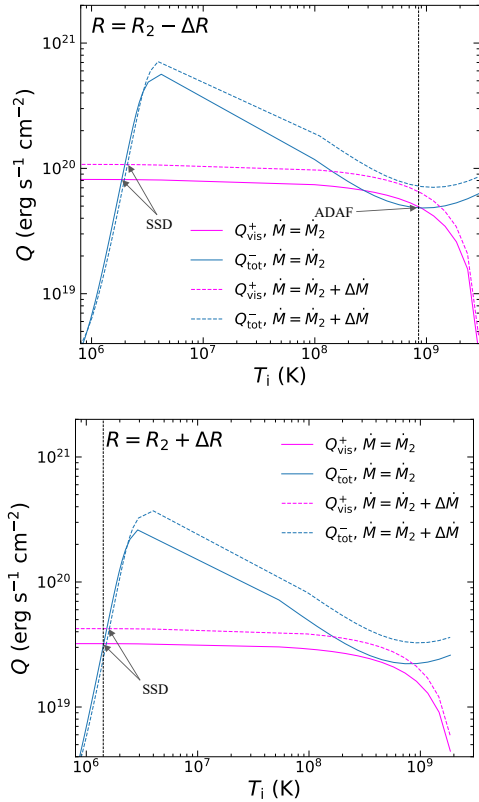 R = R₂ − ΔR
10²¹
10²⁰
10¹⁹
Q (erg s⁻¹ cm⁻²)
SSD
ADAF
Q⁺vis, Ṁ = Ṁ₂
Q⁻tot, Ṁ = Ṁ₂
Q⁺vis, Ṁ = Ṁ₂ + ΔṀ
Q⁻tot, Ṁ = Ṁ₂ + ΔṀ
10⁶ 10⁷ 10⁸ 10⁹
Tᵢ (K)
R = R₂ + ΔR
10²¹
10²⁰
10¹⁹
Q (erg s⁻¹ cm⁻²)
Q⁺vis, Ṁ = Ṁ₂
Q⁻tot, Ṁ = Ṁ₂
Q⁺vis, Ṁ = Ṁ₂ + ΔṀ
Q⁻tot, Ṁ = Ṁ₂ + ΔṀ
SSD
10⁶ 10⁷ 10⁸ 10⁹
Tᵢ (K)